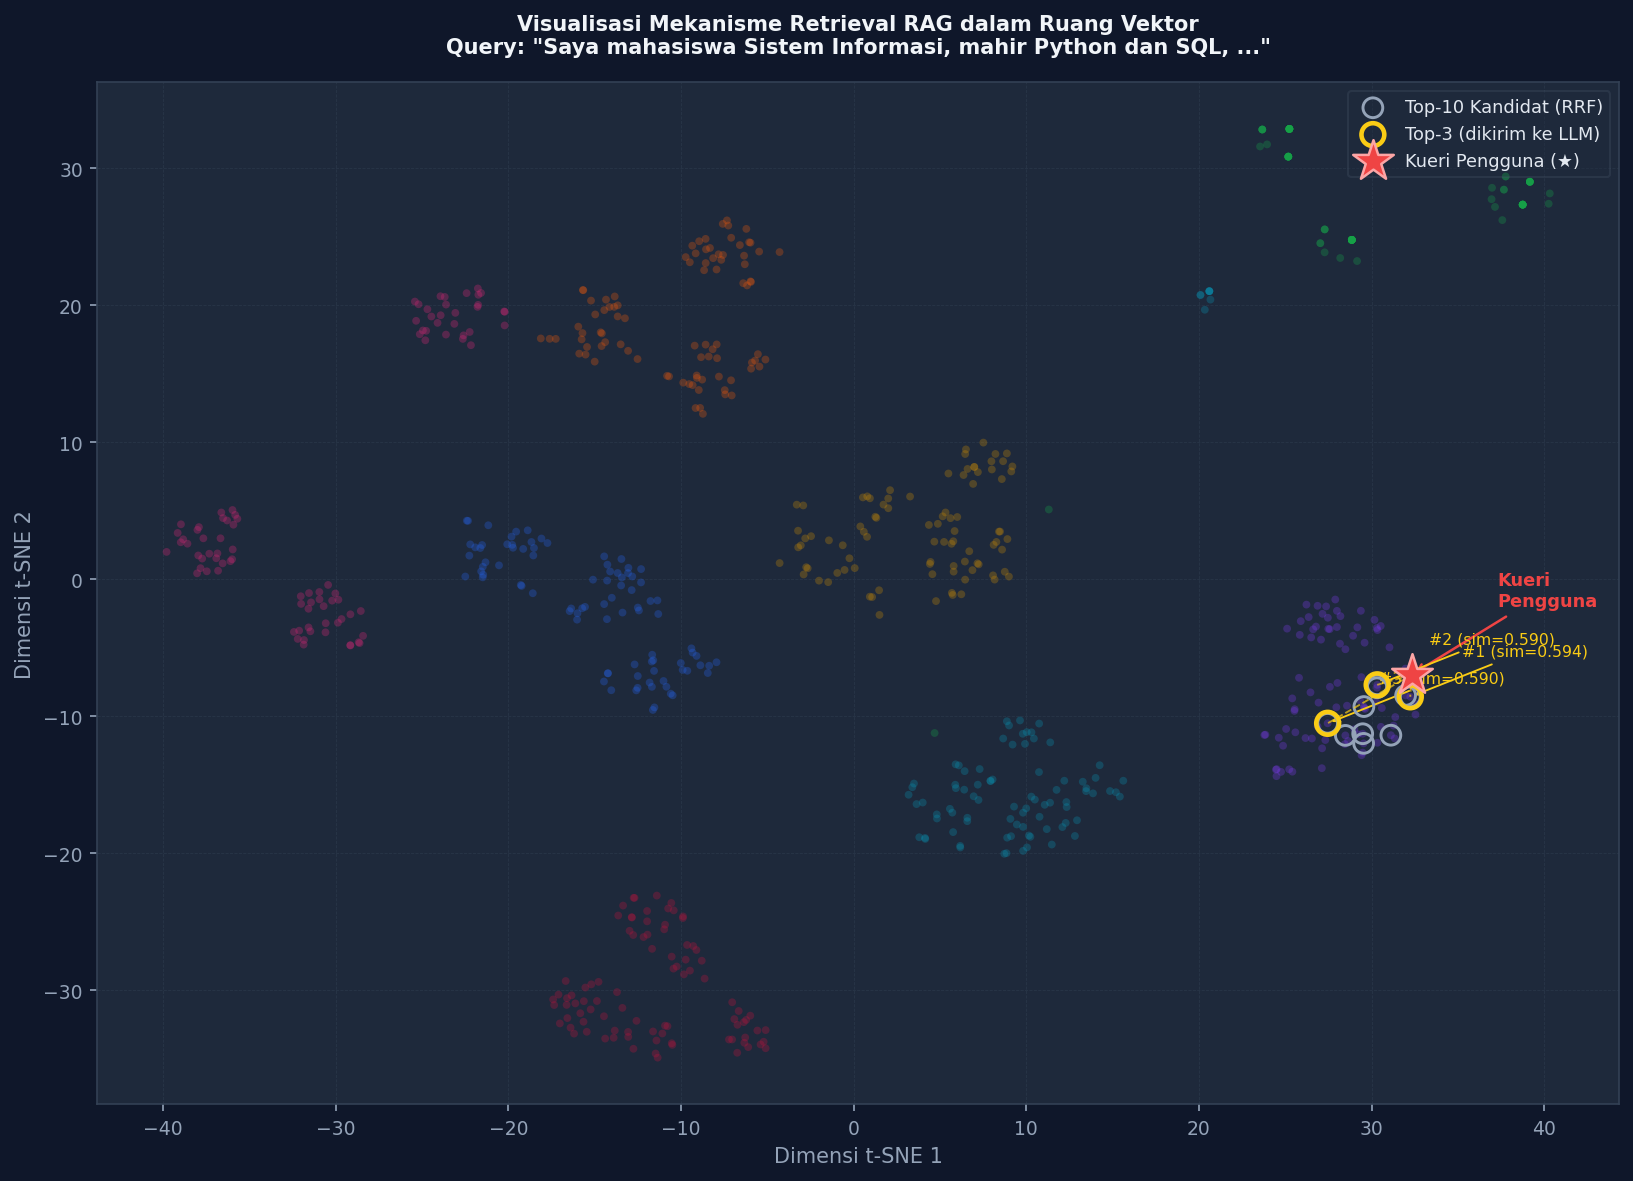 Visualisasi Mekanisme Retrieval RAG dalam Ruang Vektor
Query: "Saya mahasiswa Sistem Informasi, mahir Python dan SQL, ..."
Top-10 Kandidat (RRF)
Top-3 (dikirim ke LLM)
Kueri Pengguna (★)
30
20
10
0
−10
−20
−30
Dimensi t-SNE 2
Kueri
Pengguna
#2 (sim=0.590)
#1 (sim=0.594)
=0.590)
−40
−30
−20
−10
0
10
20
30
40
Dimensi t-SNE 1